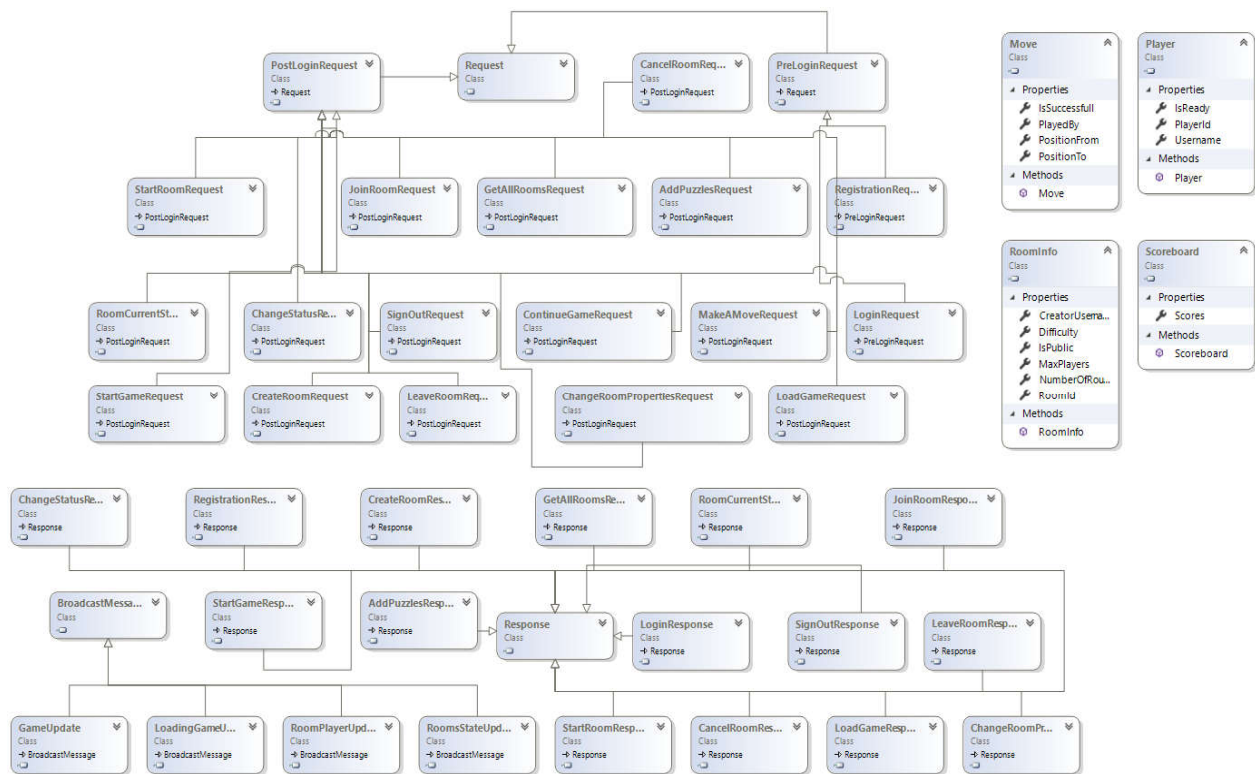 PostLoginRequest
Class
Request
Request
Class
CancelRoomReq...
Class
PostLoginRequest
PreLoginRequest
Class
Request
StartRoomRequest
Class
PostLoginRequest
JoinRoomRequest
Class
PostLoginRequest
GetAllRoomsRequest
Class
PostLoginRequest
AddPuzzlesRequest
Class
PostLoginRequest
RegistrationReq...
Class
PreLoginRequest
RoomCurrentSt...
Class
PostLoginRequest
ChangeStatusRe...
Class
PostLoginRequest
SignOutRequest
Class
PostLoginRequest
ContinueGameRequest
Class
PostLoginRequest
MakeAMoveRequest
Class
PostLoginRequest
LoginRequest
Class
PreLoginRequest
StartGameRequest
Class
PostLoginRequest
CreateRoomRequest
Class
PostLoginRequest
LeaveRoomReq...
Class
PostLoginRequest
ChangeRoomPropertiesRequest
Class
PostLoginRequest
LoadGameRequest
Class
PostLoginRequest
Move
Class
Properties
IsSuccessfull
PlayedBy
PositionFrom
PositionTo
Methods
Move
Player
Class
Properties
IsReady
PlayerId
Username
Methods
Player
RoomInfo
Class
Properties
CreatorUserna...
Difficulty
IsPublic
MaxPlayers
NumberOfRou...
RoomId
Methods
RoomInfo
Scoreboard
Class
Properties
Scores
Methods
Scoreboard
ChangeStatusRe...
Class
Response
RegistrationRes...
Class
Response
CreateRoomRes...
Class
Response
GetAllRoomsRe...
Class
Response
RoomCurrentSt...
Class
Response
JoinRoomRespo...
Class
Response
BroadcastMessa...
Class
StartGameResp...
Class
Response
AddPuzzlesResp...
Class
Response
Response
Class
LoginResponse
Class
Response
SignOutResponse
Class
Response
LeaveRoomResp...
Class
Response
GameUpdate
Class
BroadcastMessage
LoadingGameU...
Class
BroadcastMessage
RoomPlayerUpd...
Class
BroadcastMessage
RoomsStateUpd...
Class
BroadcastMessage
StartRoomResp...
Class
Response
CancelRoomRes...
Class
Response
LoadGameResp...
Class
Response
ChangeRoomPr...
Class
Response